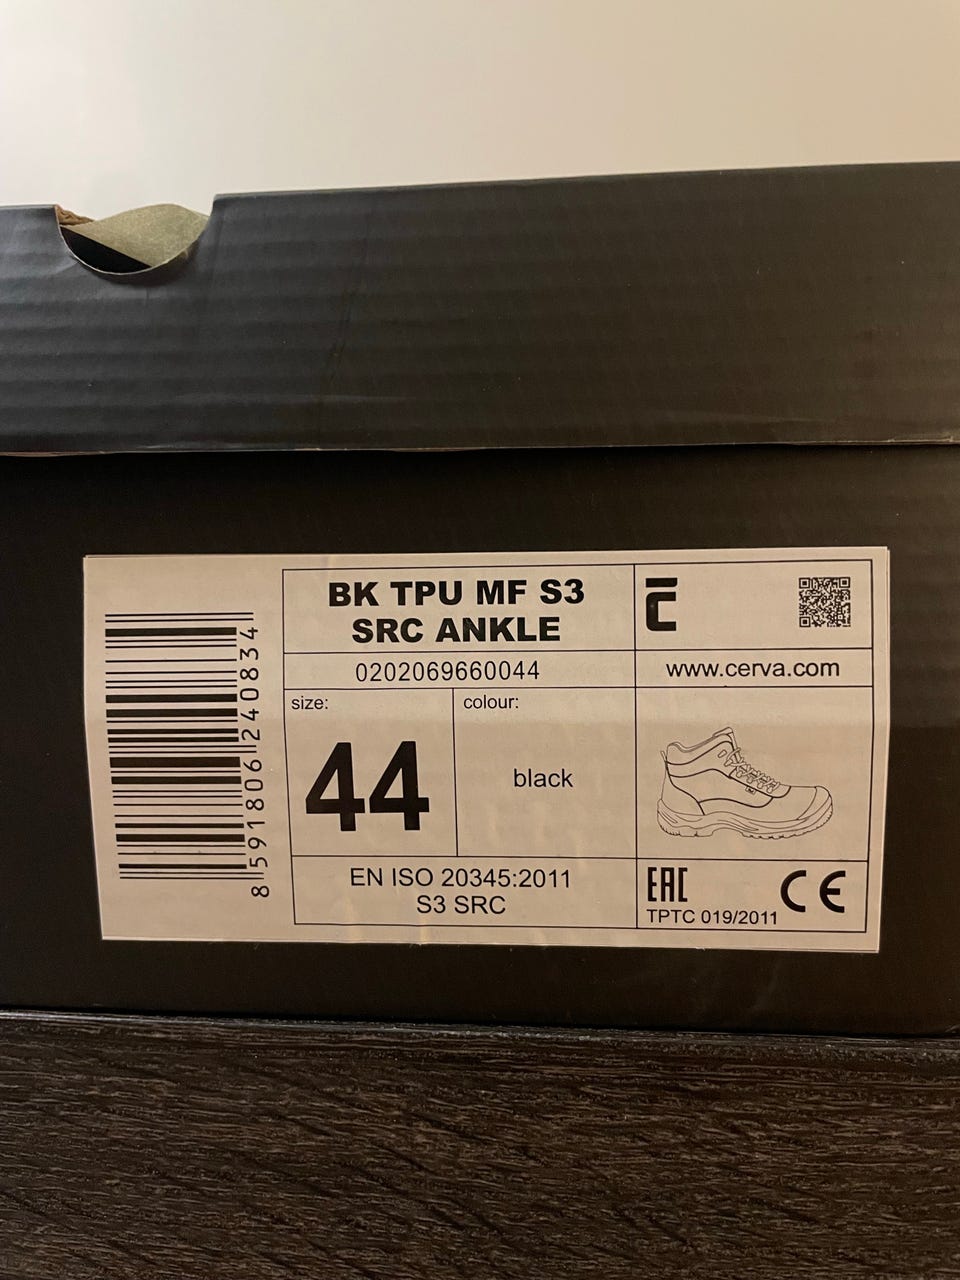 BK TPU MF S3
SRC ANKLE
0202069660044
www.cerva.com
size:
44
colour:
black
EN ISO 20345:2011
S3 SRC
EAC
TPTC 019/2011
CE
8 591806 240834